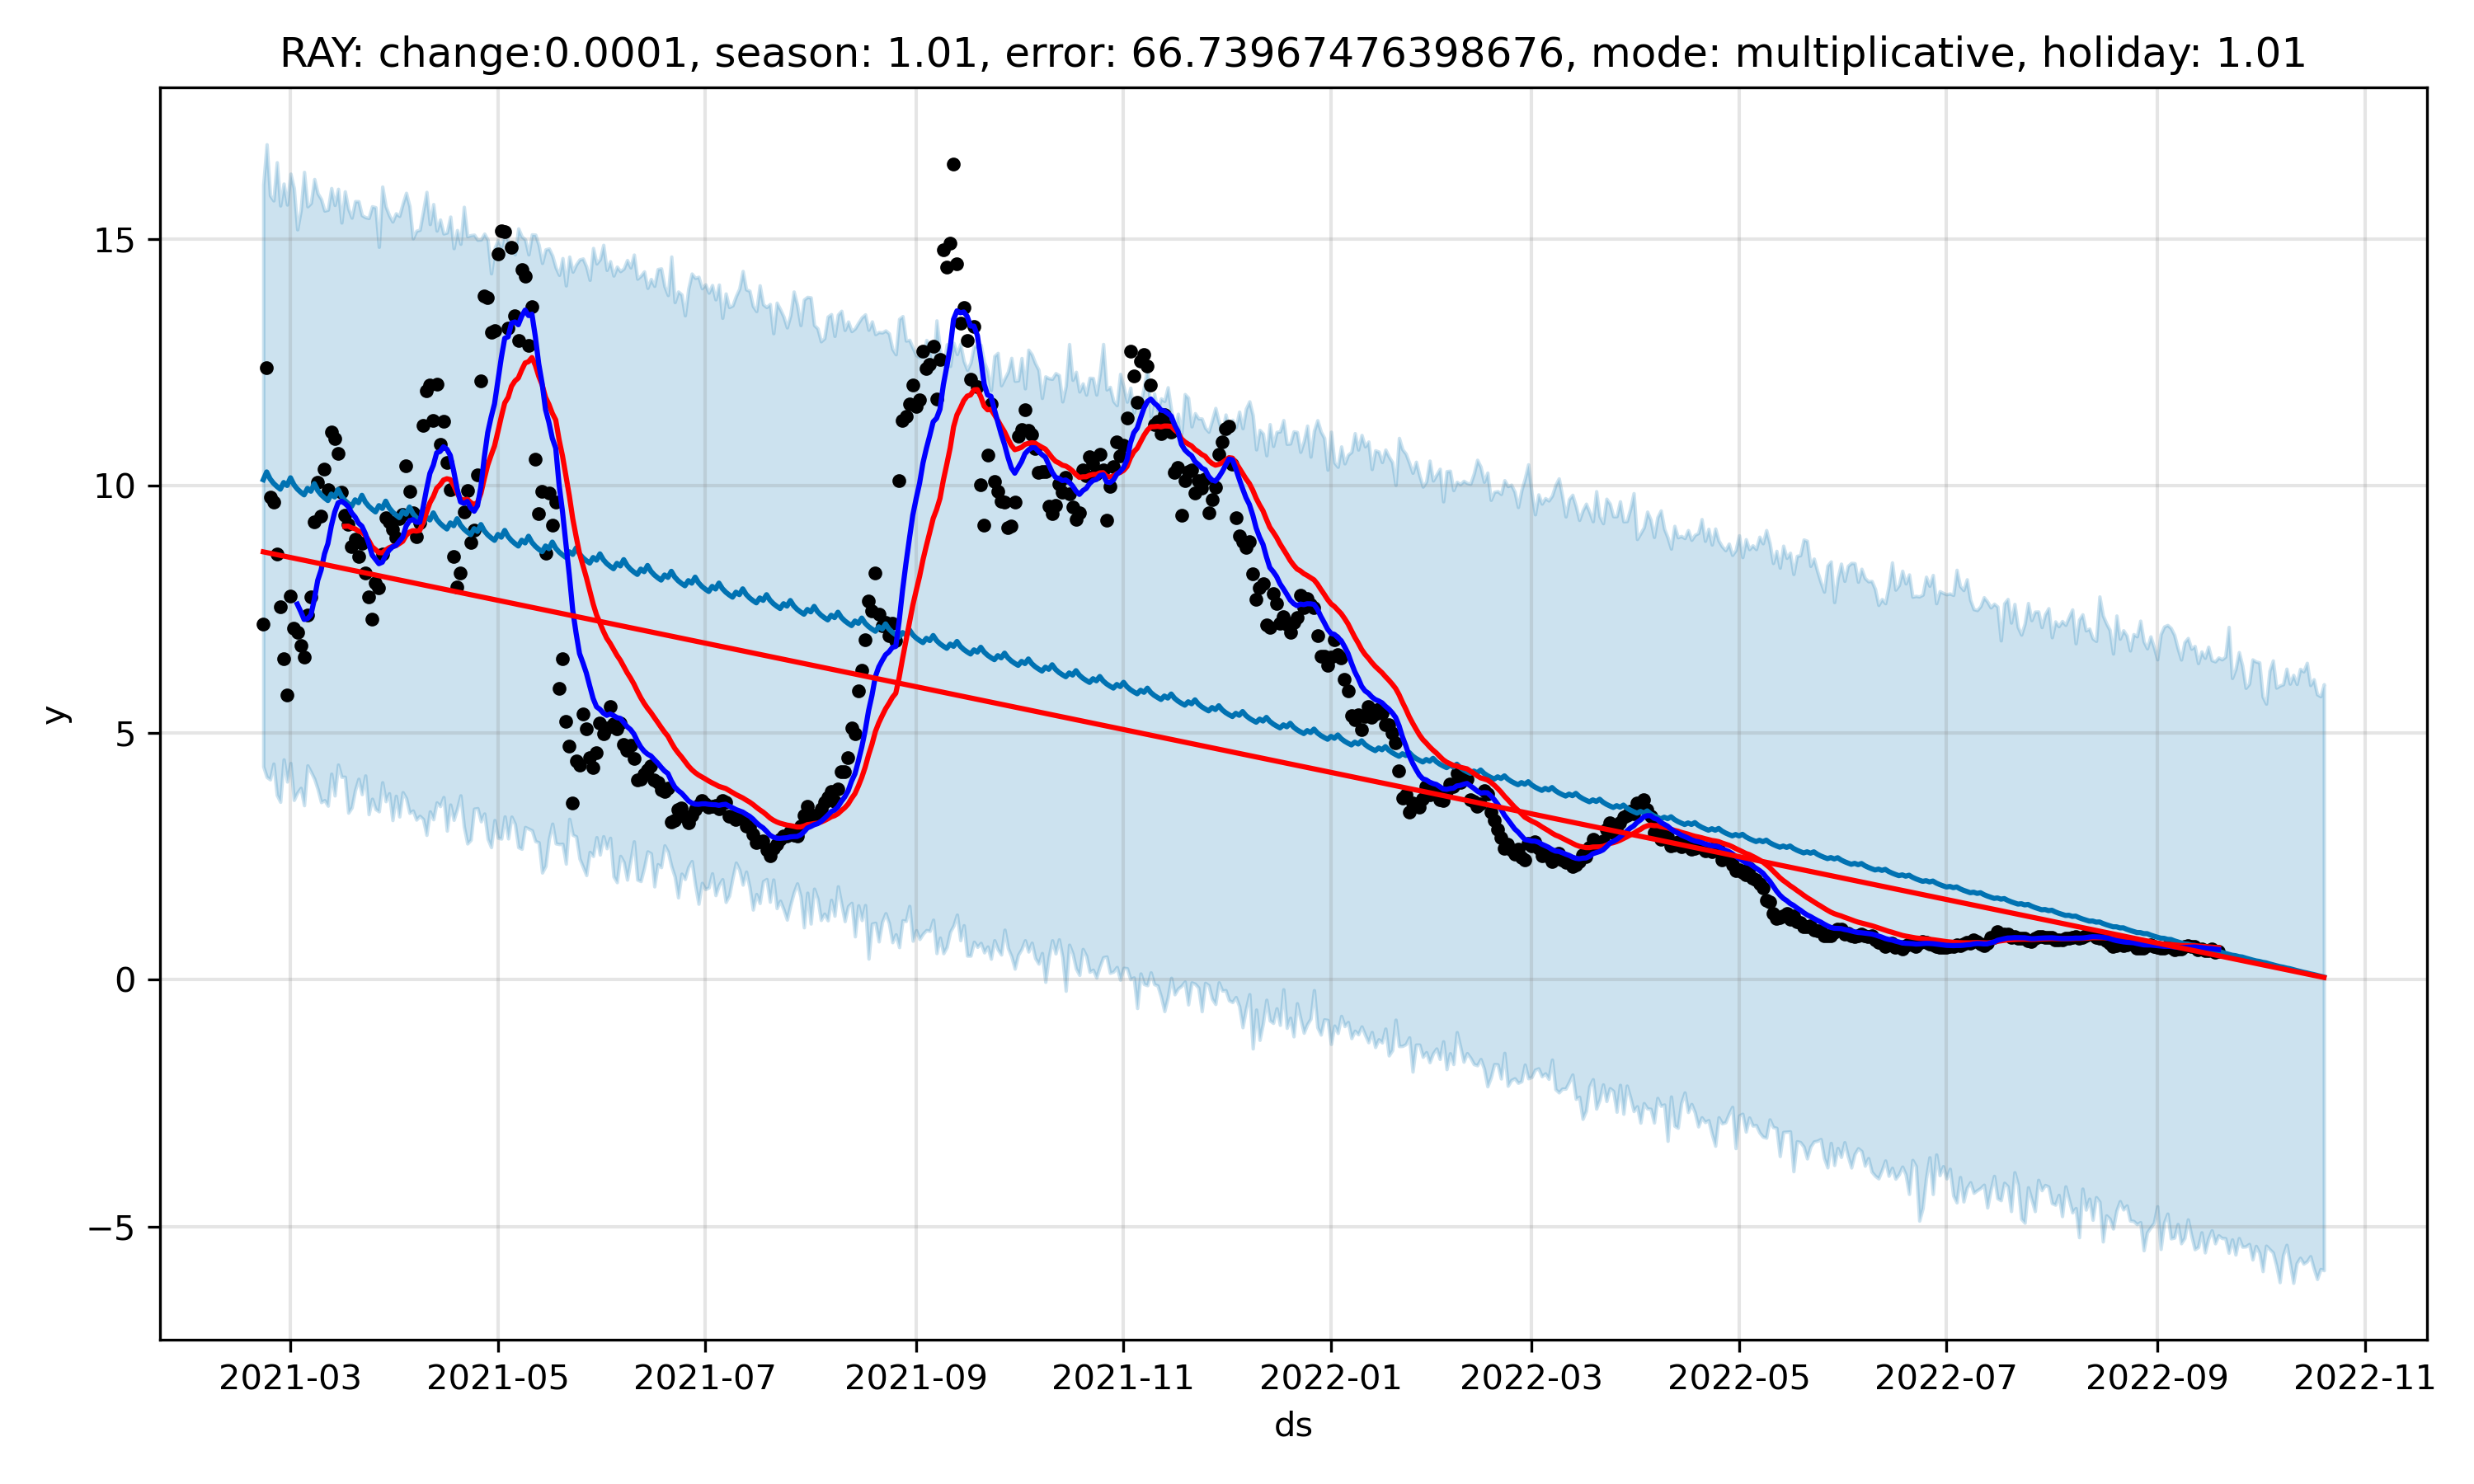 RAY: change:0.0001, season: 1.01, error: 66.73967476398676, mode: multiplicative, holiday: 1.01
15
10
5
0
−5
y
2021-03 2021-05 2021-07 2021-09 2021-11 2022-01 2022-03 2022-05 2022-07 2022-09 2022-11
ds